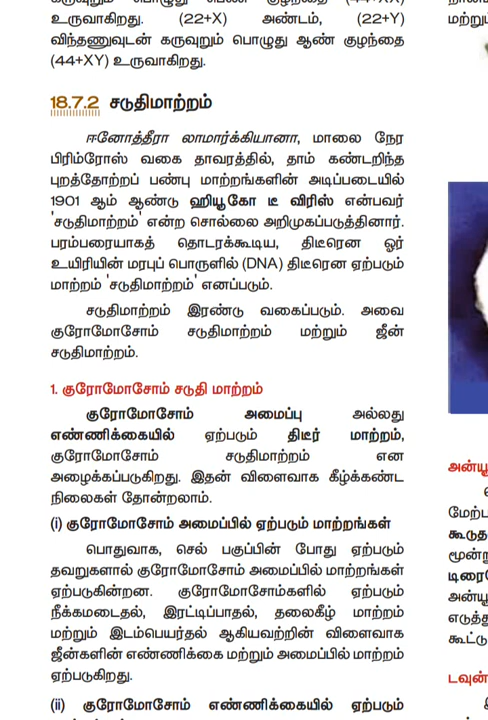 உருவாகிறது. (22+X) அண்டம், (22+Y)
விந்தணுவுடன் கருவுறும் பொழுது ஆண் குழந்தை
(44+XY) உருவாகிறது.
18.7.2 சடுதிமாற்றம்
ஈனோத்தீரா லாமார்க்கியானா, மாலை நேர
பிரிம்ரோஸ் வகை தாவரத்தில், தாம் கண்டறிந்த
புறத்தோற்றப் பண்பு மாற்றங்களின் அடிப்படையில்
1901 ஆம் ஆண்டு ஹியூகோ டீ விரிஸ் என்பவர்
'சடுதிமாற்றம்' என்ற சொல்லை அறிமுகப்படுத்தினார்.
பரம்பரையாகத் தொடரக்கூடிய, திடீரென ஓர்
உயிரியின் மரபுப் பொருளில் (DNA) திடீரென ஏற்படும்
மாற்றம் 'சடுதிமாற்றம்' எனப்படும்.
சடுதிமாற்றம் இரண்டு வகைப்படும். அவை
குரோமோசோம் சடுதிமாற்றம் மற்றும் ஜீன்
சடுதிமாற்றம்.
1. குரோமோசோம் சடுதி மாற்றம்
குரோமோசோம் அமைப்பு அல்லது
எண்ணிக்கையில் ஏற்படும் திடீர் மாற்றம்,
குரோமோசோம் சடுதிமாற்றம் என
அழைக்கப்படுகிறது. இதன் விளைவாக கீழ்க்கண்ட
நிலைகள் தோன்றலாம்.
(i) குரோமோசோம் அமைப்பில் ஏற்படும் மாற்றங்கள்
பொதுவாக, செல் பகுப்பின் போது ஏற்படும்
தவறுகளால் குரோமோசோம் அமைப்பில் மாற்றங்கள்
ஏற்படுகின்றன. குரோமோசோம்களில் ஏற்படும்
நீக்கமடைதல், இரட்டிப்பாதல், தலைகீழ் மாற்றம்
மற்றும் இடம்பெயர்தல் ஆகியவற்றின் விளைவாக
ஜீன்களின் எண்ணிக்கை மற்றும் அமைப்பில் மாற்றம்
ஏற்படுகிறது.
(ii) குரோமோசோம் எண்ணிக்கையில் ஏற்படும்